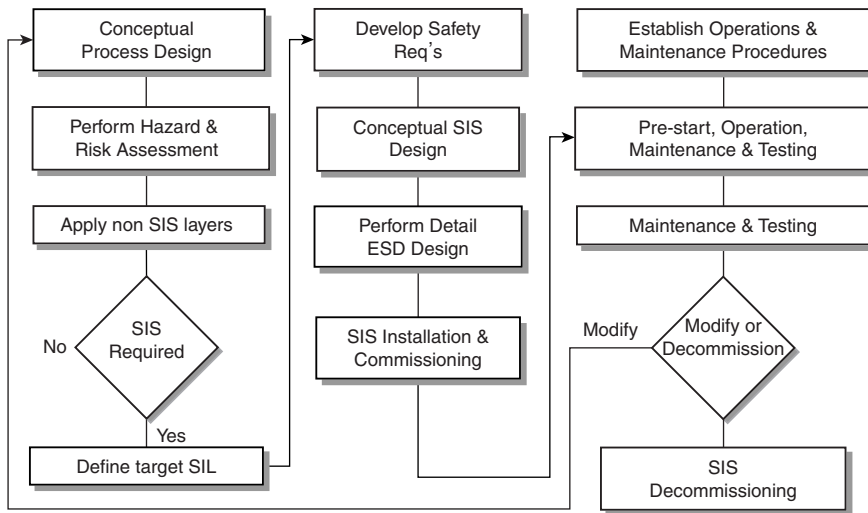 Conceptual
Process Design
Perform Hazard &
Risk Assessment
Apply non SIS layers
SIS
Required
No
Yes
Define target SIL
Develop Safety
Req's
Conceptual SIS
Design
Perform Detail
ESD Design
SIS Installation &
Commissioning
Establish Operations &
Maintenance Procedures
Pre-start, Operation,
Maintenance & Testing
Maintenance & Testing
Modify
Modify or
Decommission
SIS
Decommissioning